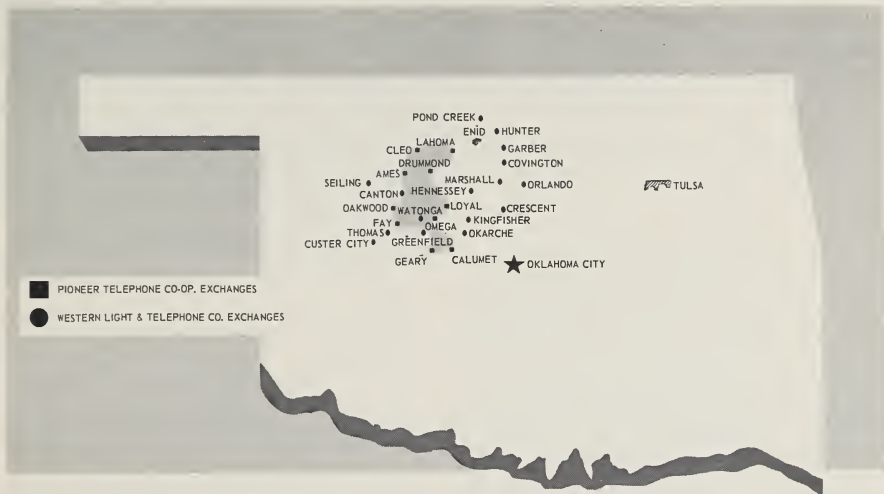 POND CREEK
ENID HUNTER
LAHOMA
CLEO GARBER
DRUMMOND COVINGTON
AMES
SEILING MARSHALL ORLANDO TULSA
CANTON HENNESSEY
OAKWOOD WATONGA LOYAL CRESCENT
FAY OMEGA KINGFISHER
THOMAS OKARCHE
CUSTER CITY GREENFIELD
GEARY CALUMET OKLAHOMA CITY
PIONEER TELEPHONE CO-OP. EXCHANGES
WESTERN LIGHT & TELEPHONE CO. EXCHANGES